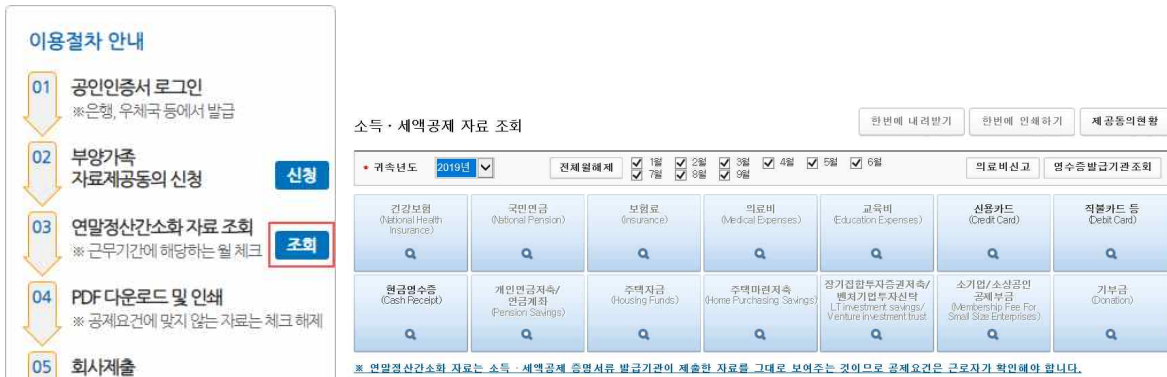 이용절차 안내
01 공인인증서 로그인
※은행, 우체국 등에서 발급
02 부양가족
자료제공동의 신청 신청
03 연말정산간소화 자료 조회
※ 근무기간에 해당하는 월 체크 조회
04 PDF 다운로드 및 인쇄
※ 공제요건에 맞지 않는 자료는 체크 해제
05 회사제출
소득·세액공제 자료 조회 한번에 내려받기 한번에 인쇄하기 제공동의현황
귀속년도 2019년 전체월해제 1월 2월 3월 4월 5월 6월 의료비신고 영수증발급기관조회
7월 8월 9월
건강보험 국민연금 보험료 의료비 교육비 신용카드 직불카드 등
(National Health (National Pension) (Insurance) (Medical Expenses) (Education Expenses) (Credit Card) (Debit Card)
Insurance)
현금영수증 개인연금저축/ 주택자금 주택마련저축 장기집합투자증권저축/ 소기업/소상공인 기부금
(Cash Receipt) 연금계좌 (Housing Funds) (Home Purchasing Savings) 벤처기업투자신탁 공제부금 (Donation)
(Pension Savings) LT investment savings/ (Membership Fee For
Venture investment trust Small Size Enterprises)
※ 연말정산간소화 자료는 소득·세액공제 증명서류 발급기관이 제출한 자료를 그대로 보여주는 것이므로 공제요건은 근로자가 확인해야 합니다.